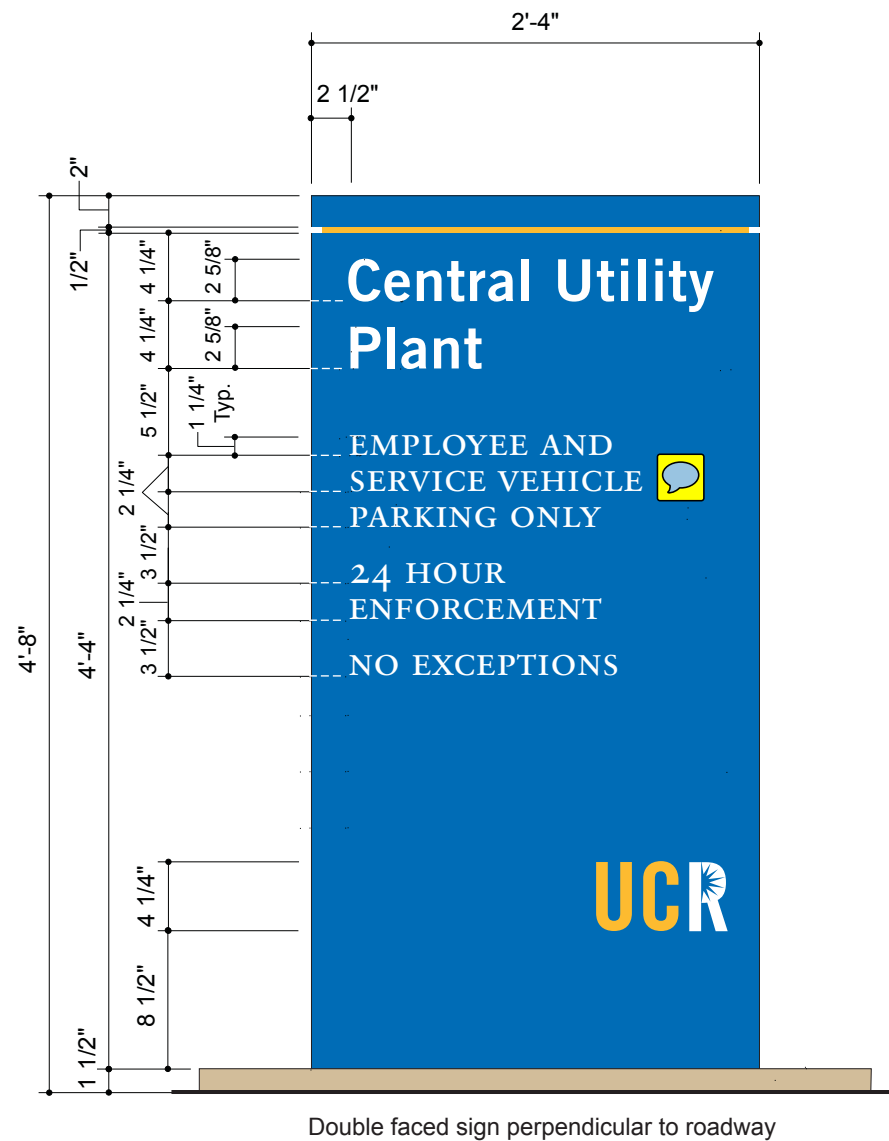 2'-4"
2 1/2"
2"
1/2"
4 1/4"
2 5/8"
Central Utility
4 1/4"
2 5/8"
Plant
5 1/2"
1 1/4"
Typ.
EMPLOYEE AND
2 1/4"
SERVICE VEHICLE
PARKING ONLY
3 1/2"
24 HOUR
2 1/4"
ENFORCEMENT
3 1/2"
NO EXCEPTIONS
4'-8"
4'-4"
4 1/4"
UCR
8 1/2"
1 1/2"
Double faced sign perpendicular to roadway